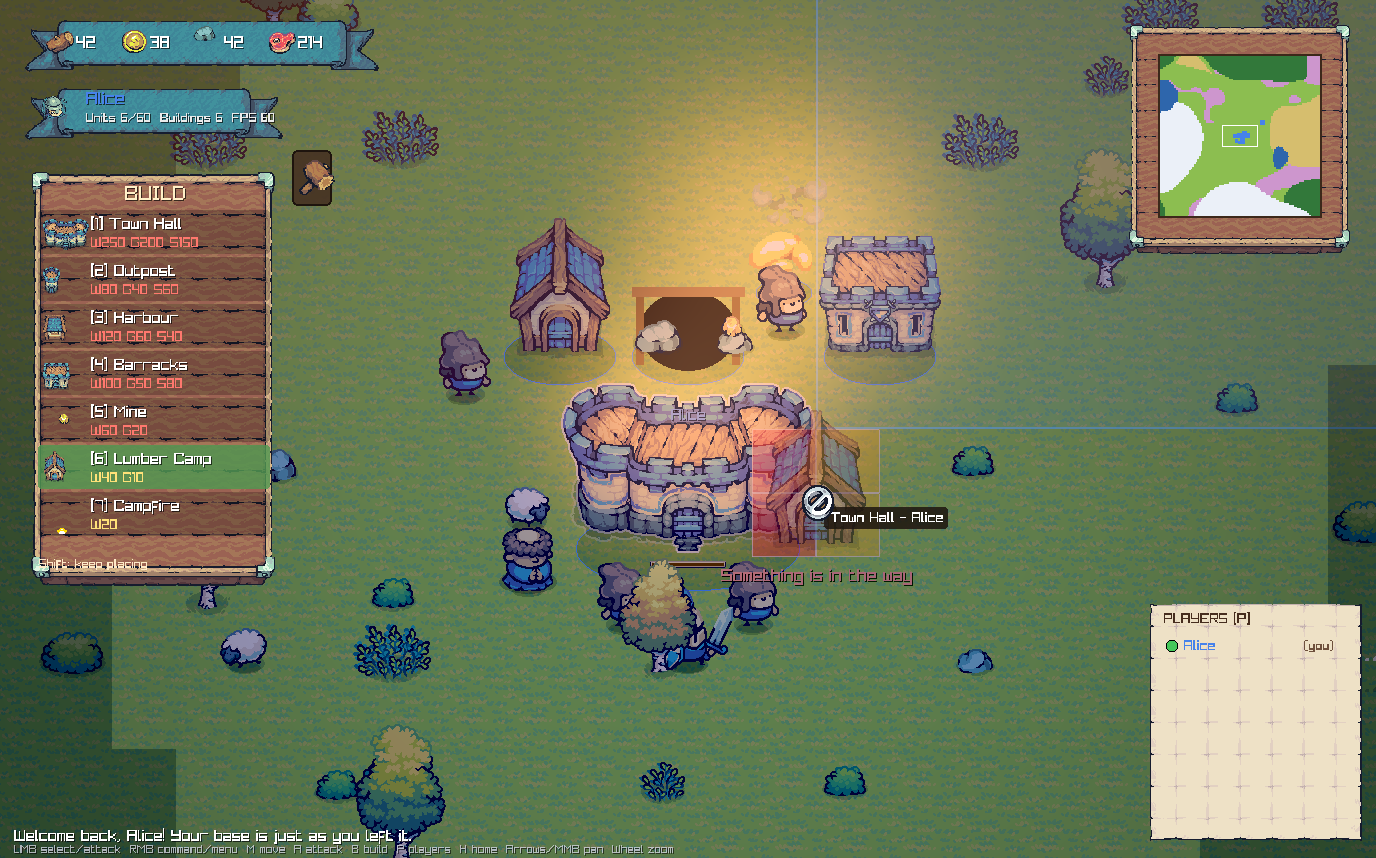 42 38 42 214
Alice
Units 6/60 Buildings 6 FPS 60
BUILD
[1] Town Hall
W250 G200 S150
[2] Outpost
W80 G40 S60
[3] Harbour
W120 G60 S40
[4] Barracks
W100 G50 S80
[5] Mine
W60 G20
[6] Lumber Camp
W40 G10
[7] Campfire
W20
Shift: keep placing
Alice
Town Hall - Alice
Something is in the way
PLAYERS [P]
Alice (you)
Welcome back, Alice! Your base is just as you left it.
LMB select/attack RMB command/menu M move A attack B build P players H home Arrows/MMB pan Wheel zoom